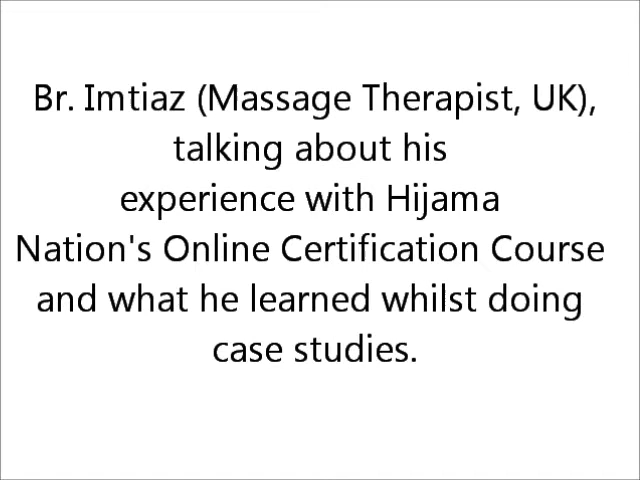 Br. Imtiaz (Massage Therapist, UK),
talking about his
experience with Hijama
Nation's Online Certification Course
and what he learned whilst doing
case studies.